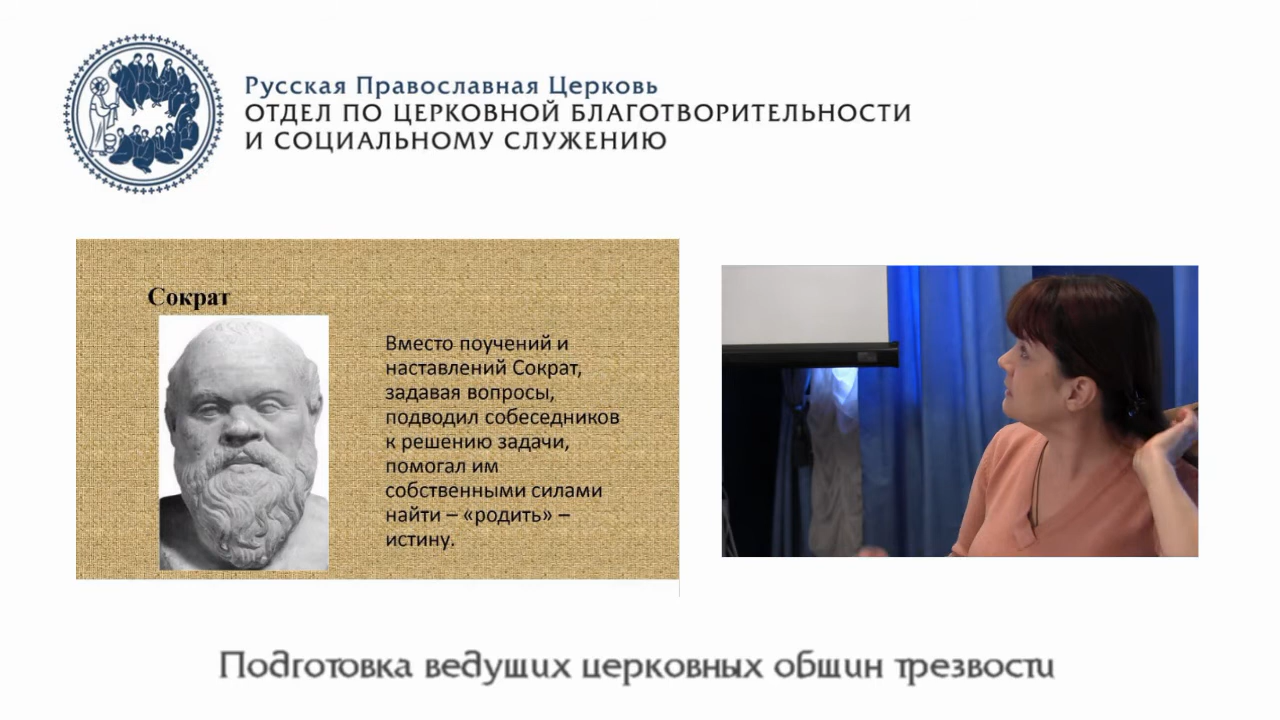 Русская Православная Церковь
ОТДЕЛ ПО ЦЕРКОВНОЙ БЛАГОТВОРИТЕЛЬНОСТИ
И СОЦИАЛЬНОМУ СЛУЖЕНИЮ
Сократ
Вместо поучений и
наставлений Сократ,
задавая вопросы,
подводил собеседников
к решению задачи,
помогал им
собственными силами
найти – «родить» –
истину.
Подготовка ведущих церковных общин трезвости